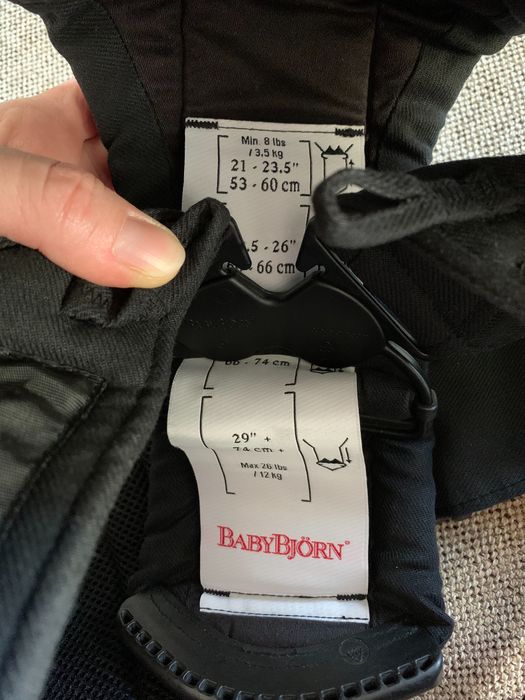 Min. 8 lbs
/ 3.5 kg
21 - 23.5"
53 - 60 cm
.5 - 26"
66 cm
- 74 cm
29" +
74 cm +
Max 26 lbs
/ 12 kg
BABYBJÖRN®